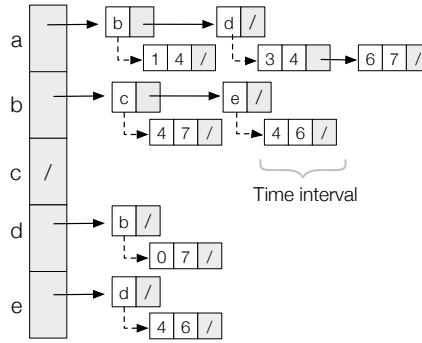 b d /
a
1 4 / 3 4 6 7 /
b c e /
4 7 / 4 6 /
c /
Time interval
d b /
0 7 /
e d /
4 6 /